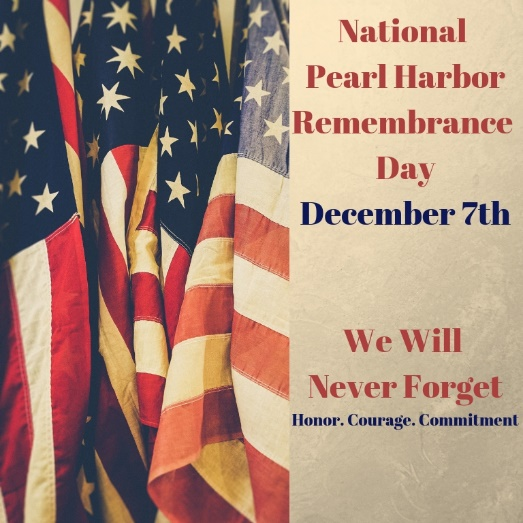 National
Pearl Harbor
Remembrance
Day
December 7th
We Will
Never Forget
Honor. Courage. Commitment